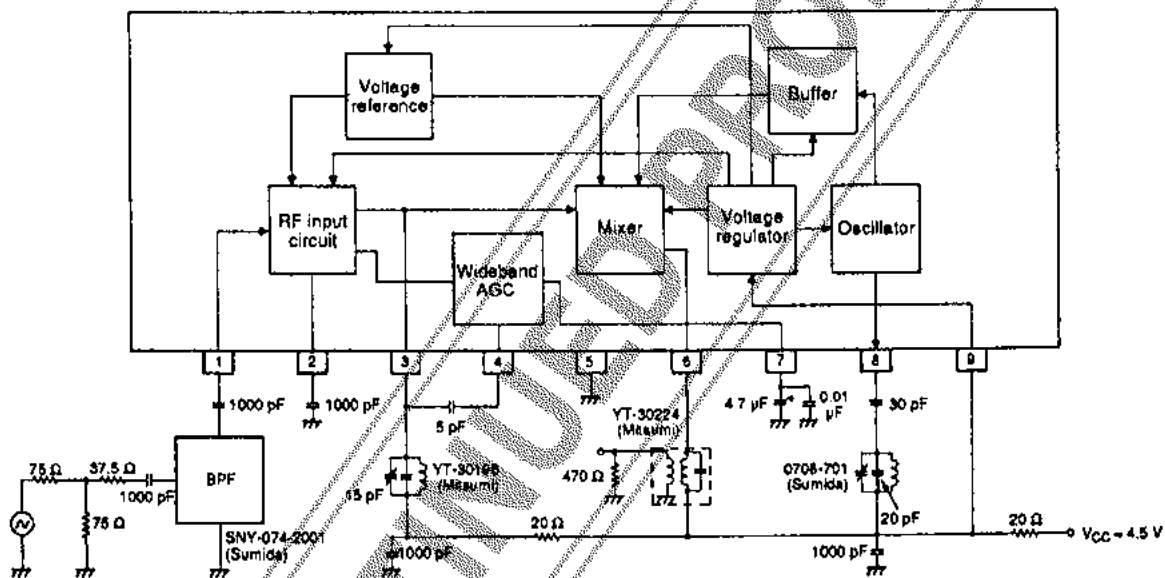 Voltage
reference
Buffer
RF input
circuit
Mixer
Voltage
regulator
Oscillator
Wideband
AGC
1
2
3
4
5
6
7
8
9
1000 pF
1000 pF
5 pF
YT-30224
(Mitsumi)
4.7 µF
0.01
µF
30 pF
75 Ω
37.5 Ω
1000 pF
BPF
15 pF
YT-30196
(Mitsumi)
470 Ω
0706-701
(Sumida)
20 pF
75 Ω
SNY-074-2001
(Sumida)
1000 pF
20 Ω
1000 pF
20 Ω
VCC = 4.5 V
INUED PRO